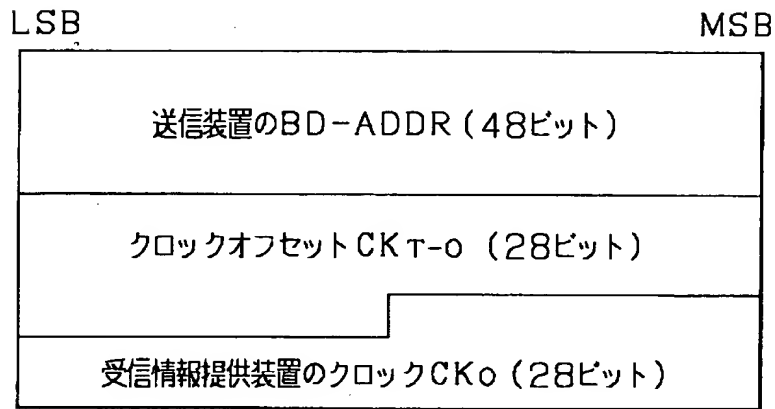 LSB MSB
送信装置のBD-ADDR(48ビット)
クロックオフセットCKT-O (28ビット)
受信情報提供装置のクロックCKO(28ビット)